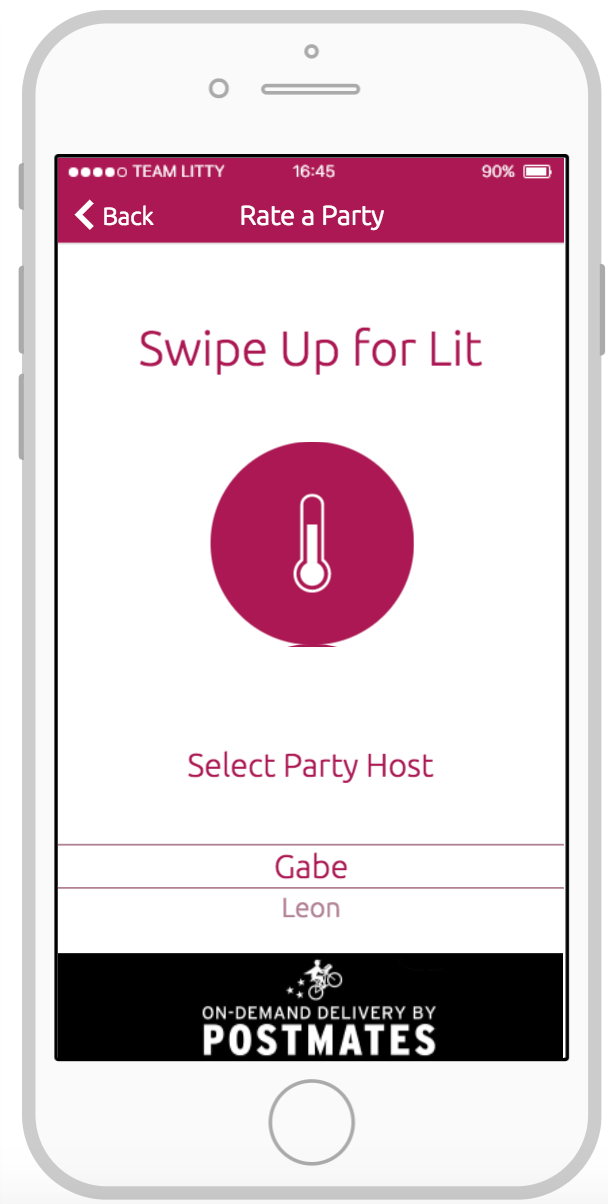 TEAM LITTY 16:45 90%
Back Rate a Party
Swipe Up for Lit
Select Party Host
Gabe
Leon
ON-DEMAND DELIVERY BY
POSTMATES